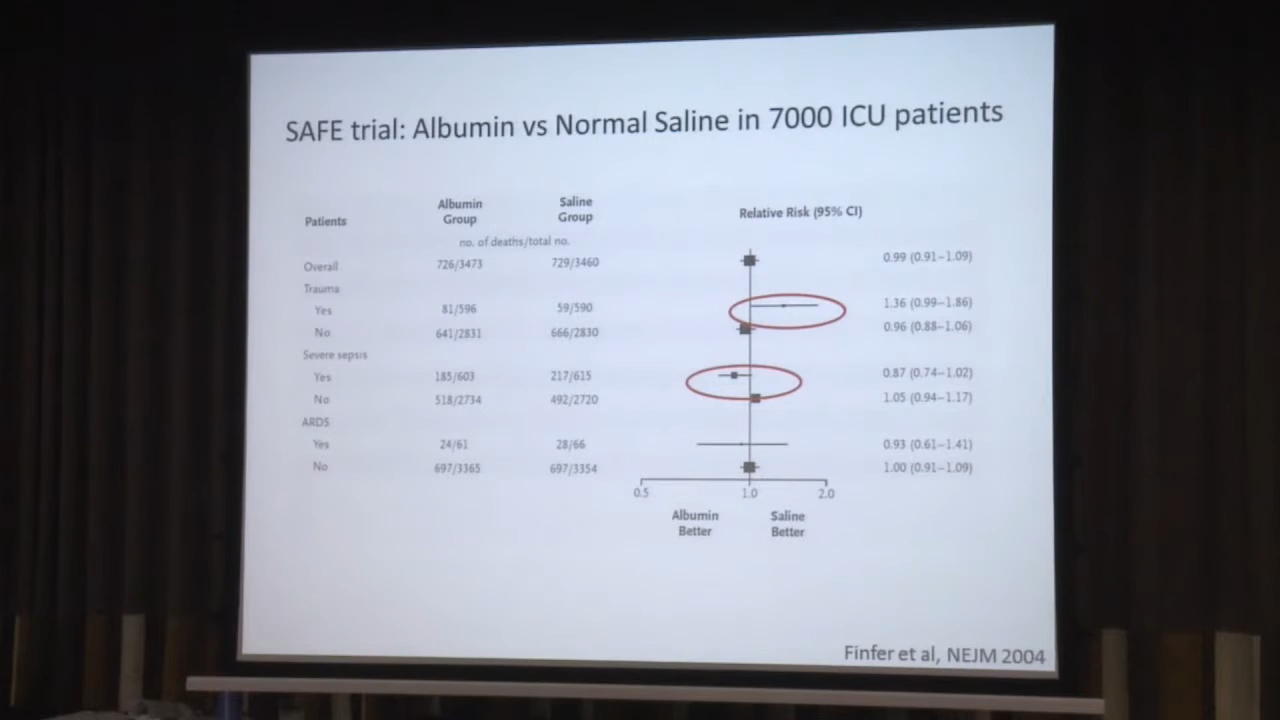 SAFE trial: Albumin vs Normal Saline in 7000 ICU patients
Patients Albumin Group Saline Group Relative Risk (95% CI)
no. of deaths/total no.
Overall 726/3473 729/3460 0.99 (0.91–1.09)
Trauma
Yes 81/596 59/590 1.36 (0.99–1.86)
No 641/2831 666/2830 0.96 (0.88–1.06)
Severe sepsis
Yes 185/603 217/615 0.87 (0.74–1.02)
No 518/2734 492/2720 1.05 (0.94–1.17)
ARDS
Yes 24/61 28/66 0.93 (0.61–1.41)
No 697/3365 697/3354 1.00 (0.91–1.09)
0.5 1.0 2.0
Albumin Better Saline Better
Finfer et al, NEJM 2004